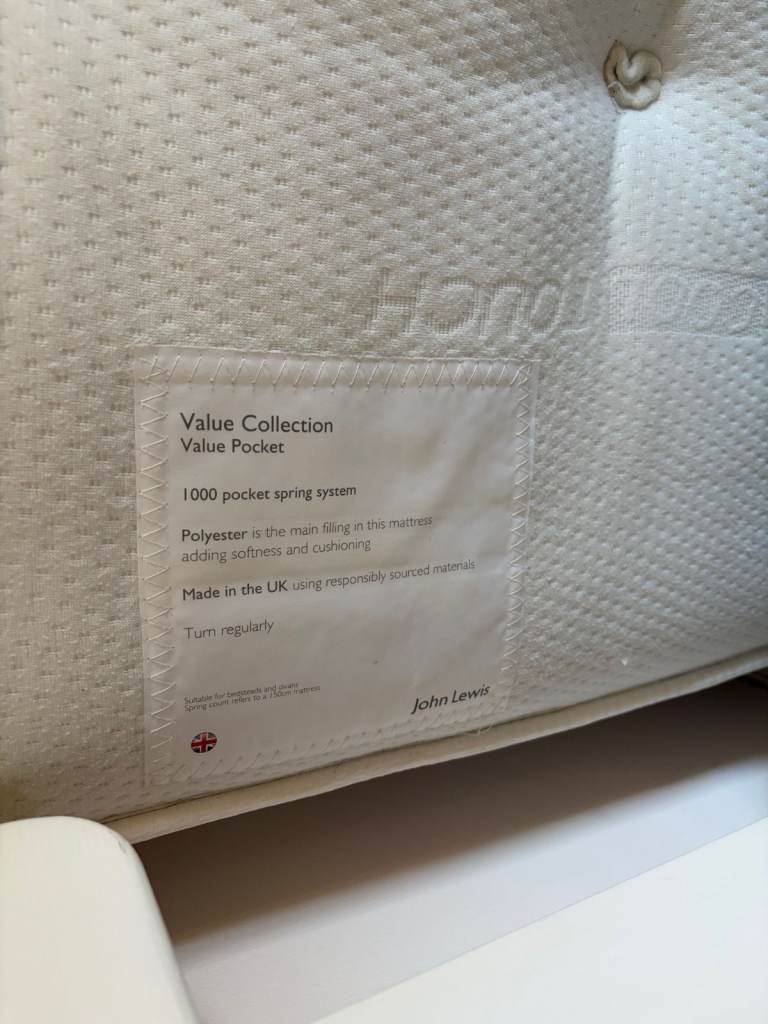 COOL TOUCH
Value Collection
Value Pocket
1000 pocket spring system
Polyester is the main filling in this mattress
adding softness and cushioning
Made in the UK using responsibly sourced materials
Turn regularly
Suitable for bedsteads and divans
Spring count refers to a 150cm mattress
John Lewis